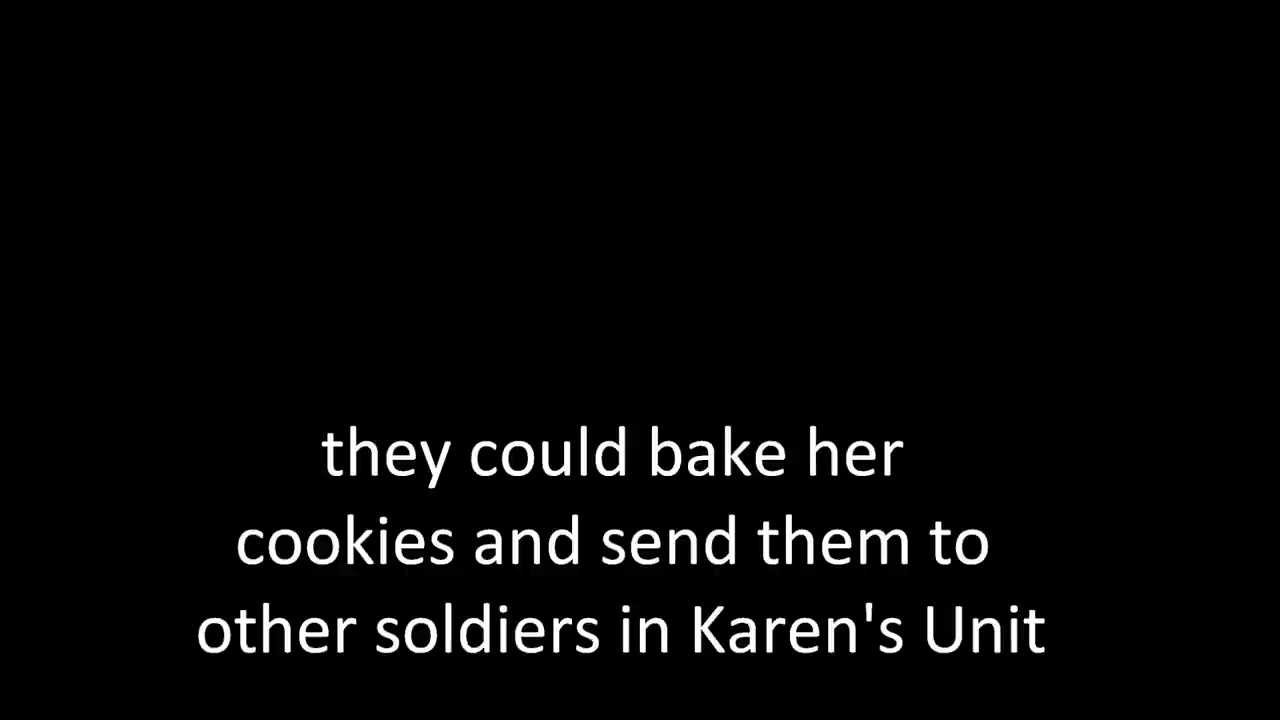 they could bake her
cookies and send them to
other soldiers in Karen's Unit